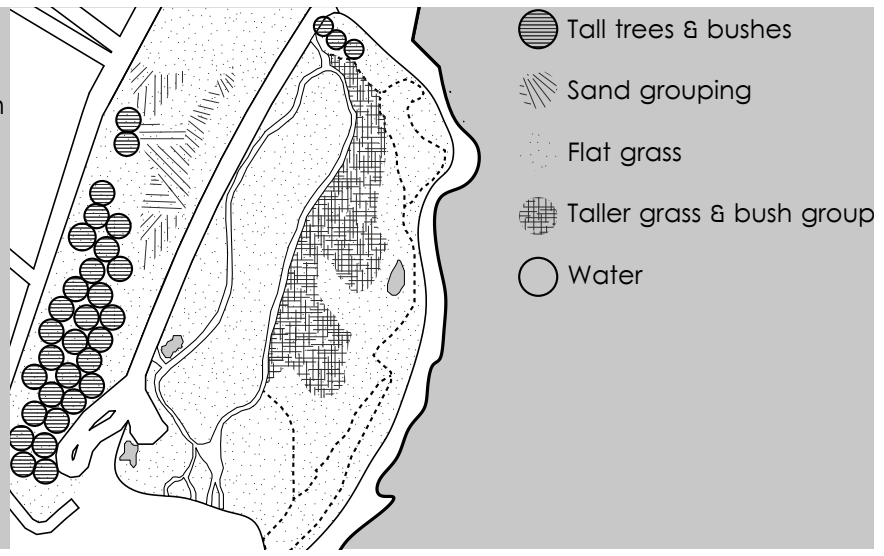 n
Tall trees & bushes
Sand grouping
Flat grass
Taller grass & bush group
Water